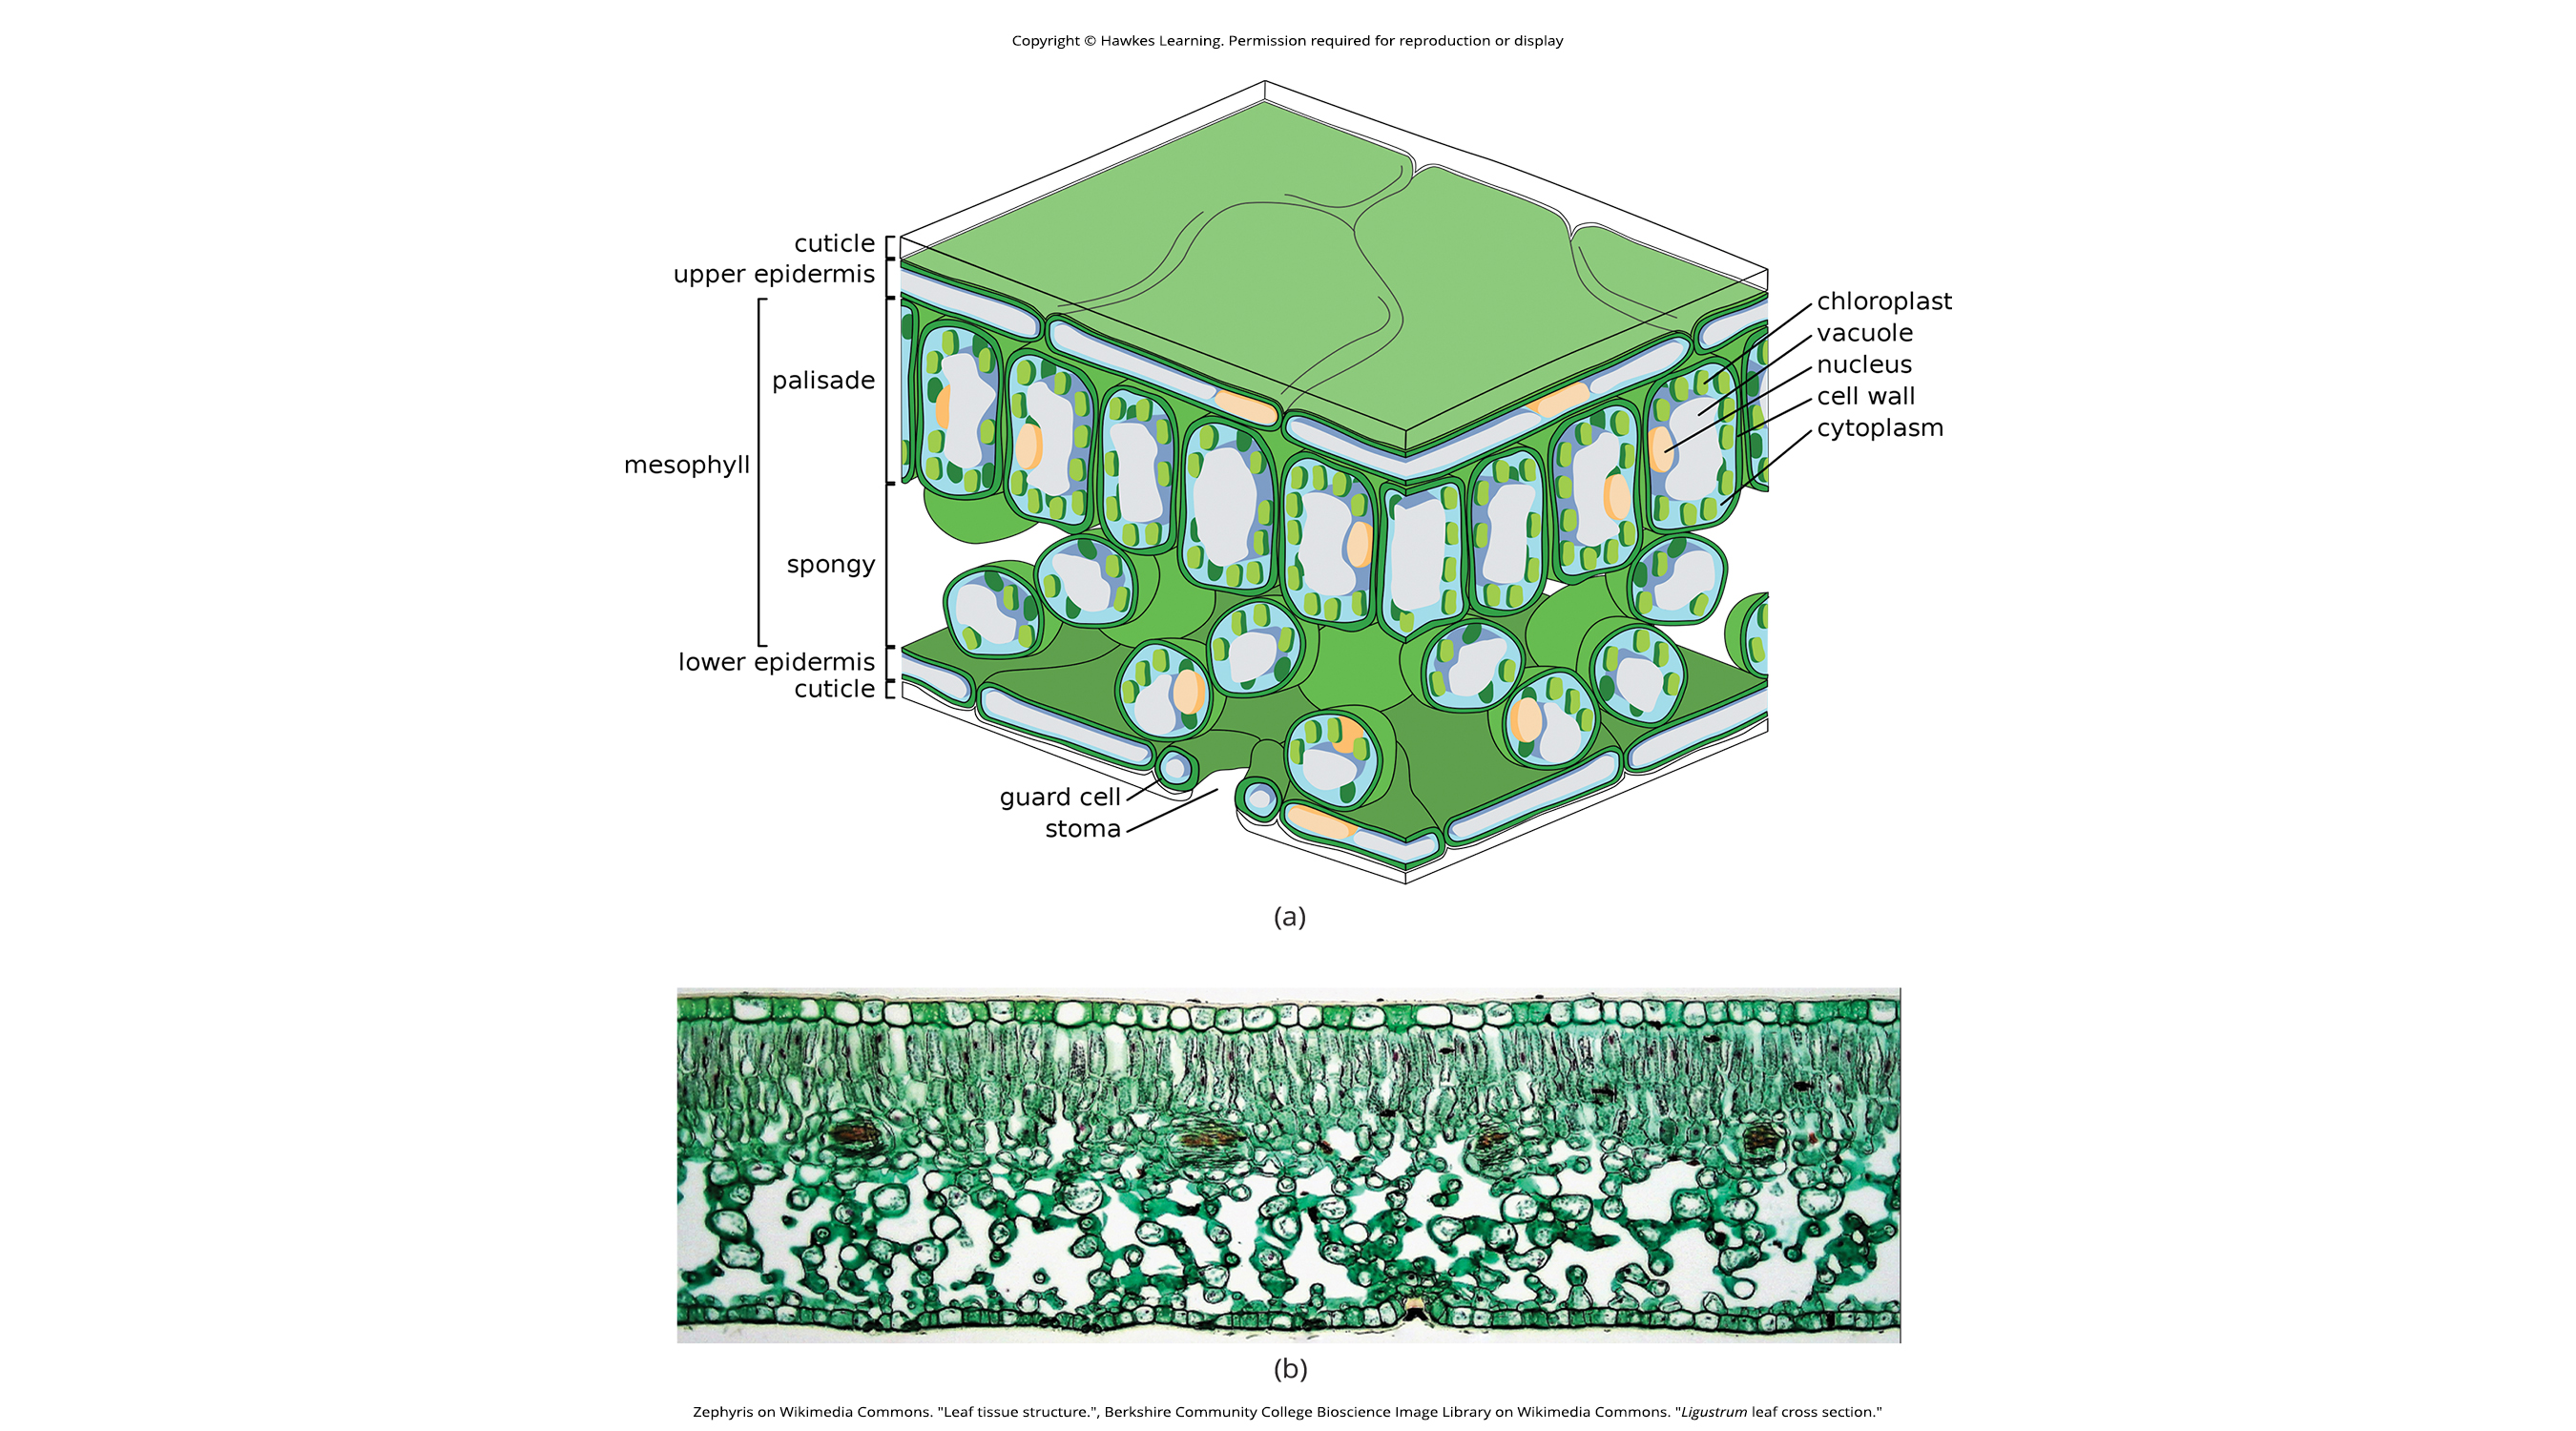 Copyright © Hawkes Learning. Permission required for reproduction or display
cuticle
upper epidermis
palisade
mesophyll
spongy
lower epidermis
cuticle
chloroplast
vacuole
nucleus
cell wall
cytoplasm
guard cell
stoma
(a)
(b)
Zephyris on Wikimedia Commons. "Leaf tissue structure.", Berkshire Community College Bioscience Image Library on Wikimedia Commons. "Ligustrum leaf cross section."